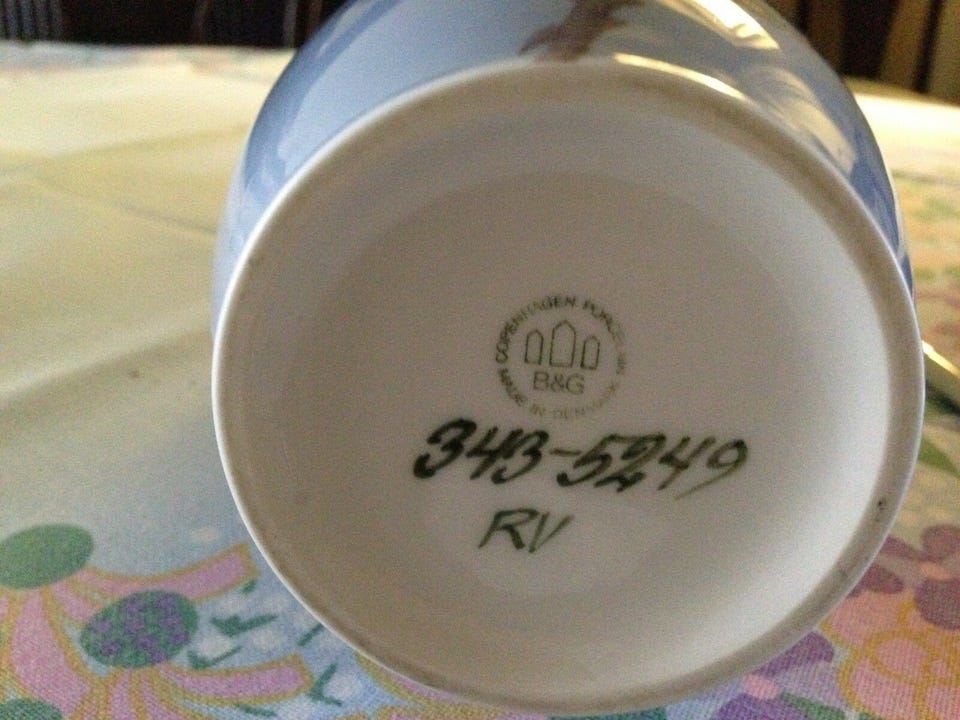 COPENHAGEN PORCELAIN
B&G
MADE IN DENMARK
343-5249
RV